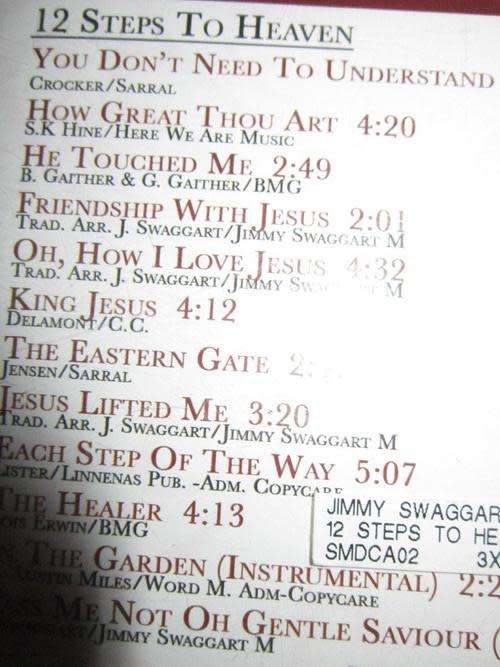 12 Steps To Heaven
You Don't Need To Understand
Crocker/Sarral
How Great Thou Art 4:20
S.K Hine/Here We Are Music
He Touched Me 2:49
B. Gaither & G. Gaither/BMG
Friendship With Jesus 2:01
Trad. Arr. J. Swaggart/Jimmy Swaggart M
Oh, How I Love Jesus 4:32
Trad. Arr. J. Swaggart/Jimmy M
King Jesus 4:12
Delamont/C.C.
The Eastern Gate 2:
Jensen/Sarral
Jesus Lifted Me 3:20
Trad. Arr. J. Swaggart/Jimmy Swaggart M
Each Step Of The Way 5:07
Lister/Linnenas Pub. -Adm. Copycare
The Healer 4:13
Erwin/BMG
JIMMY SWAGGAR
12 STEPS TO HE
SMDCA02 3X
The Garden (Instrumental) 2:2
Miles/Word M. Adm-Copycare
Me Not Oh Gentle Saviour (
/Jimmy Swaggart M